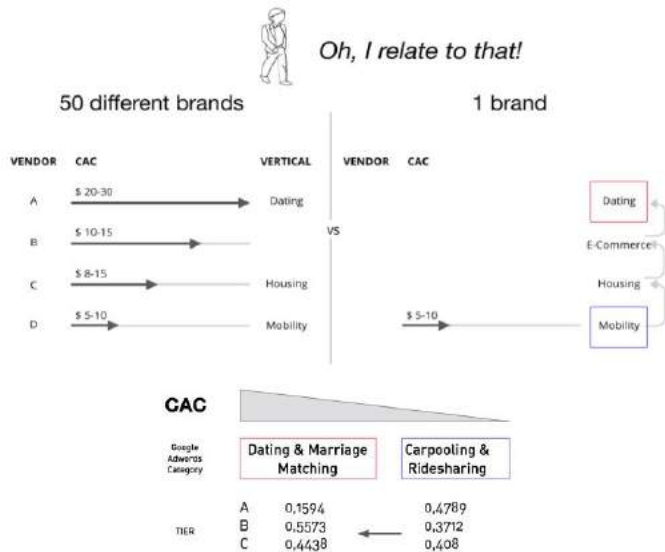 Oh, I relate to that!
50 different brands
1 brand
VENDOR CAC VERTICAL
A $ 20-30 Dating
B $ 10-15
C $ 8-15 Housing
D $ 5-10 Mobility
VS
VENDOR CAC
Dating
E-Commerce
Housing
$ 5-10 Mobility
CAC
Google
Adwords
Category
Dating & Marriage
Matching
Carpooling &
Ridesharing
TIER
A 0,1594 0,4789
B 0,5573 0,3712
C 0,4438 0,408